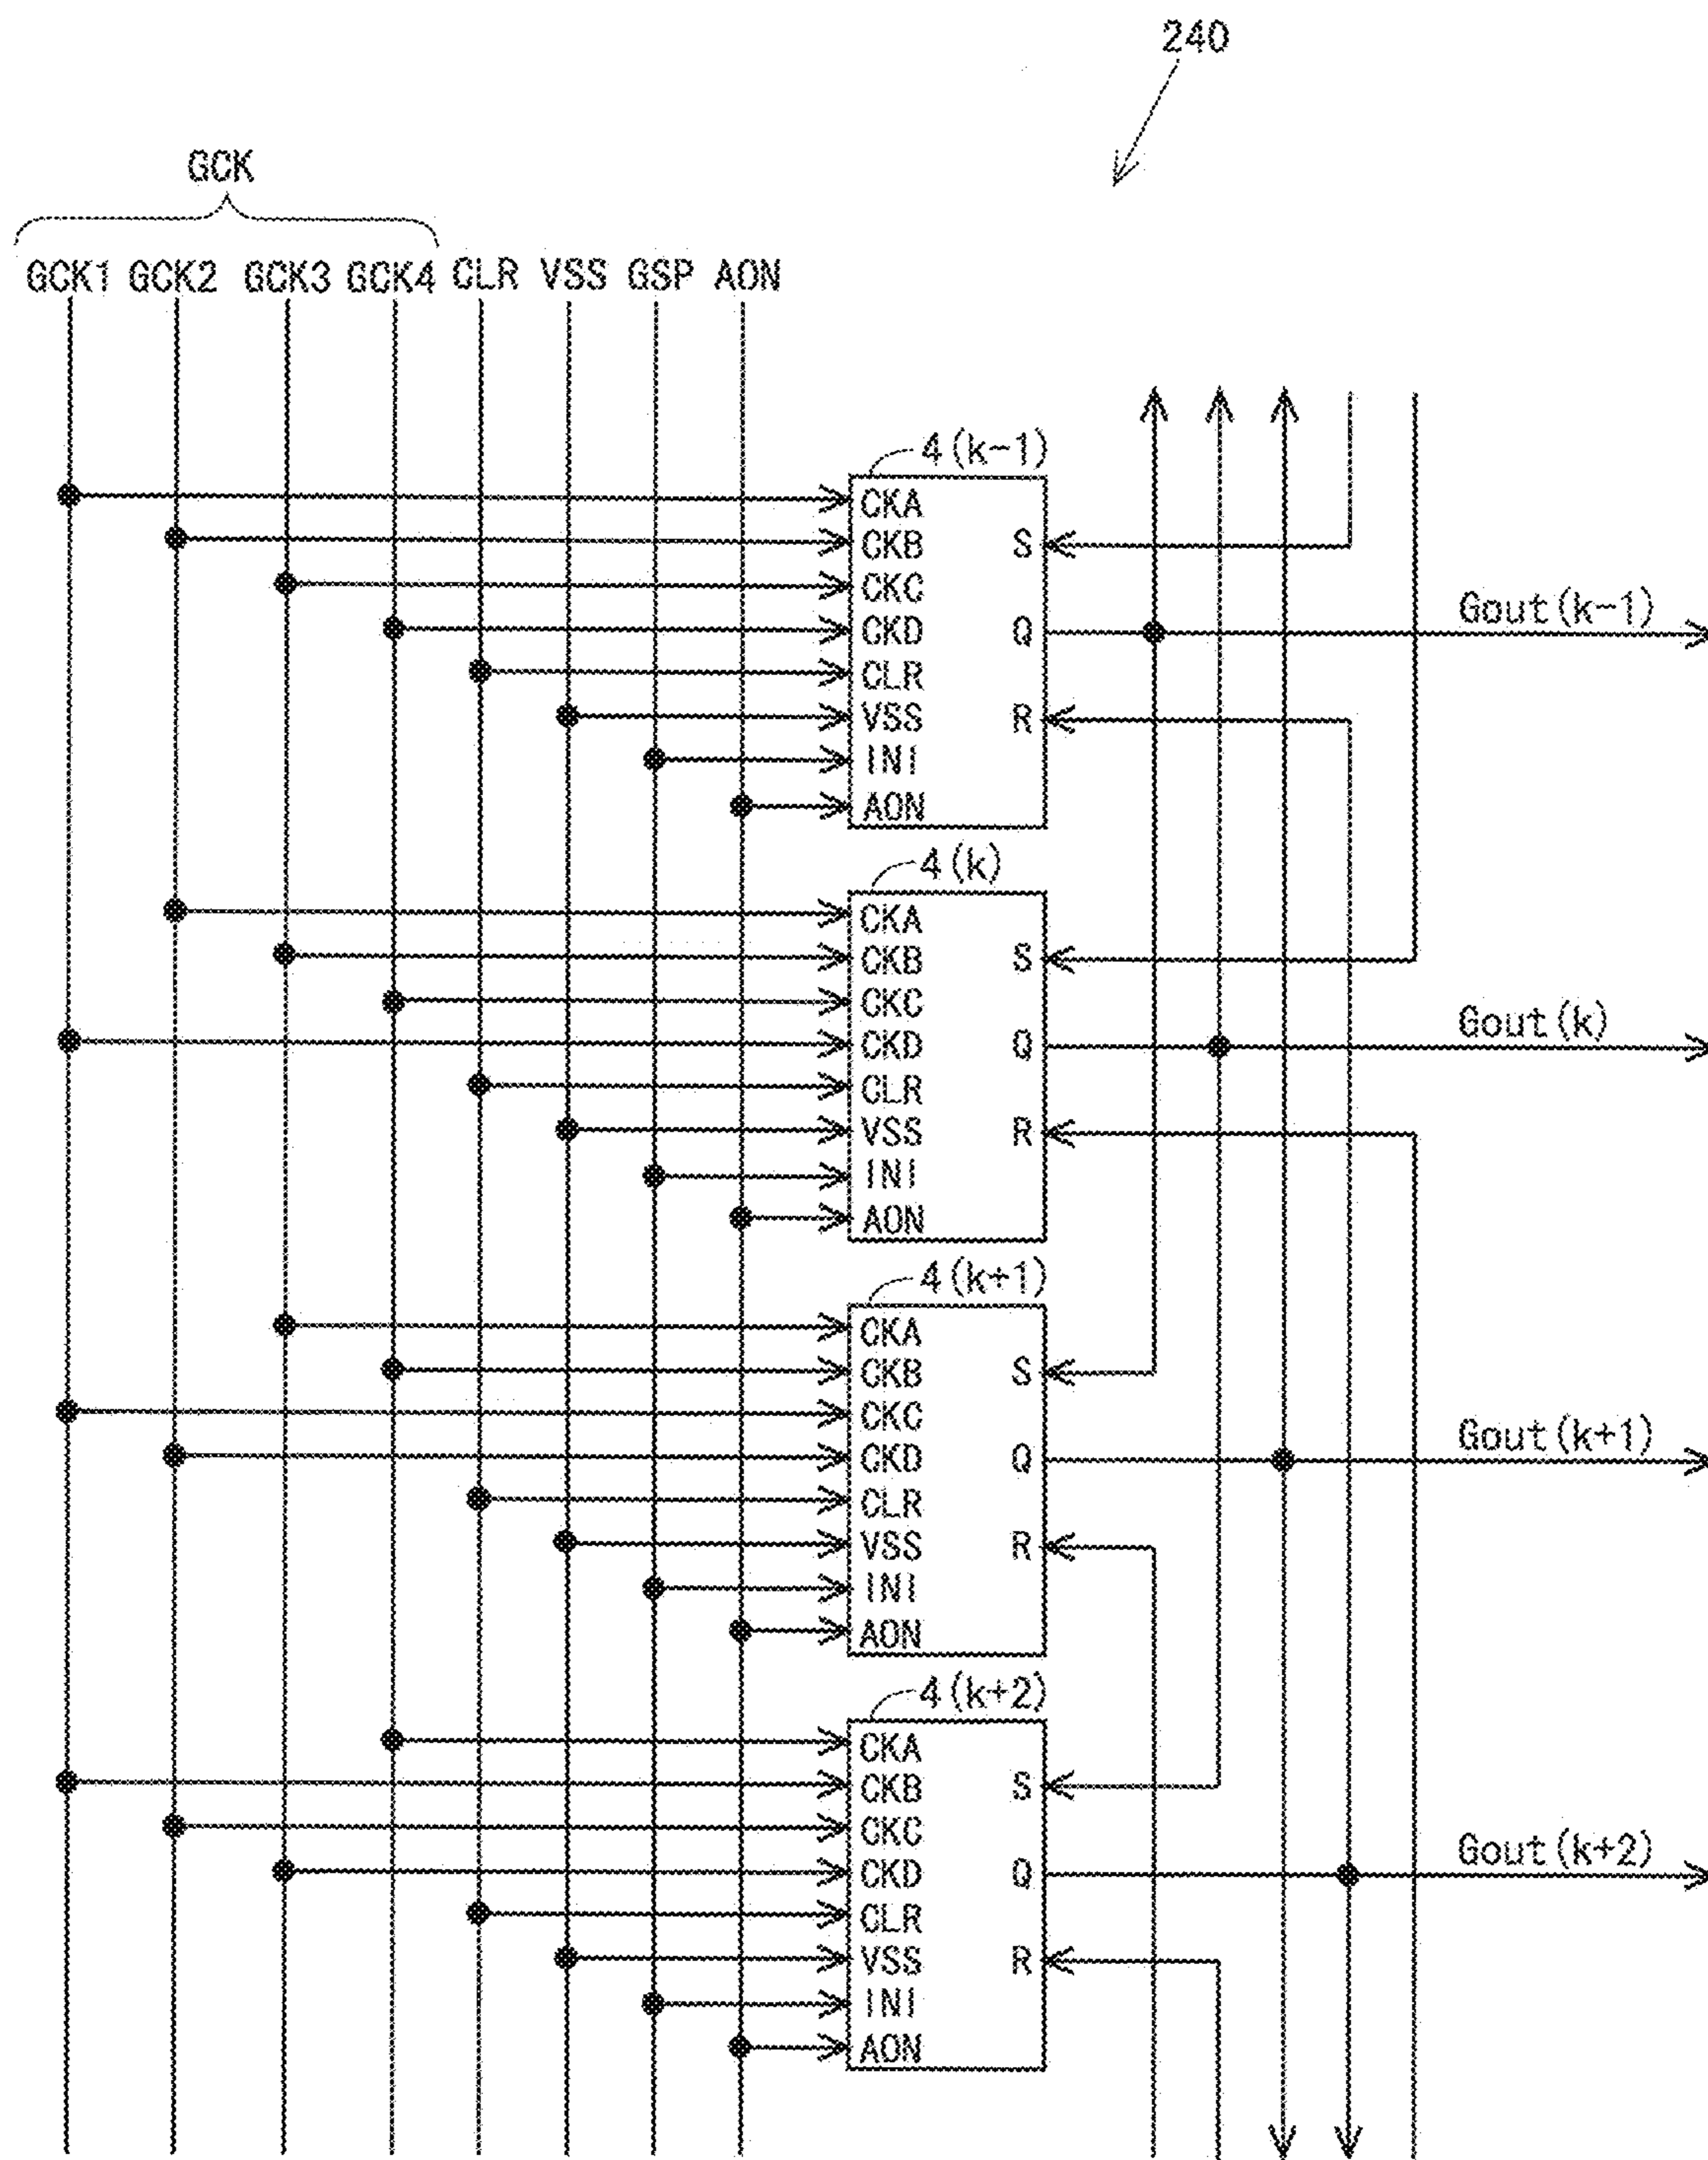 240
GCK
GCK1 GCK2 GCK3 GCK4 CLR VSS GSP AON
4(k-1)
CKA
CKB S
CKC
CKD Q Gout(k-1)
CLR
VSS R
INI
AON
4(k)
CKA
CKB S
CKC
CKD Q Gout(k)
CLR
VSS R
INI
AON
4(k+1)
CKA
CKB S
CKC
CKD Q Gout(k+1)
CLR
VSS R
INI
AON
4(k+2)
CKA
CKB S
CKC
CKD Q Gout(k+2)
CLR
VSS R
INI
AON